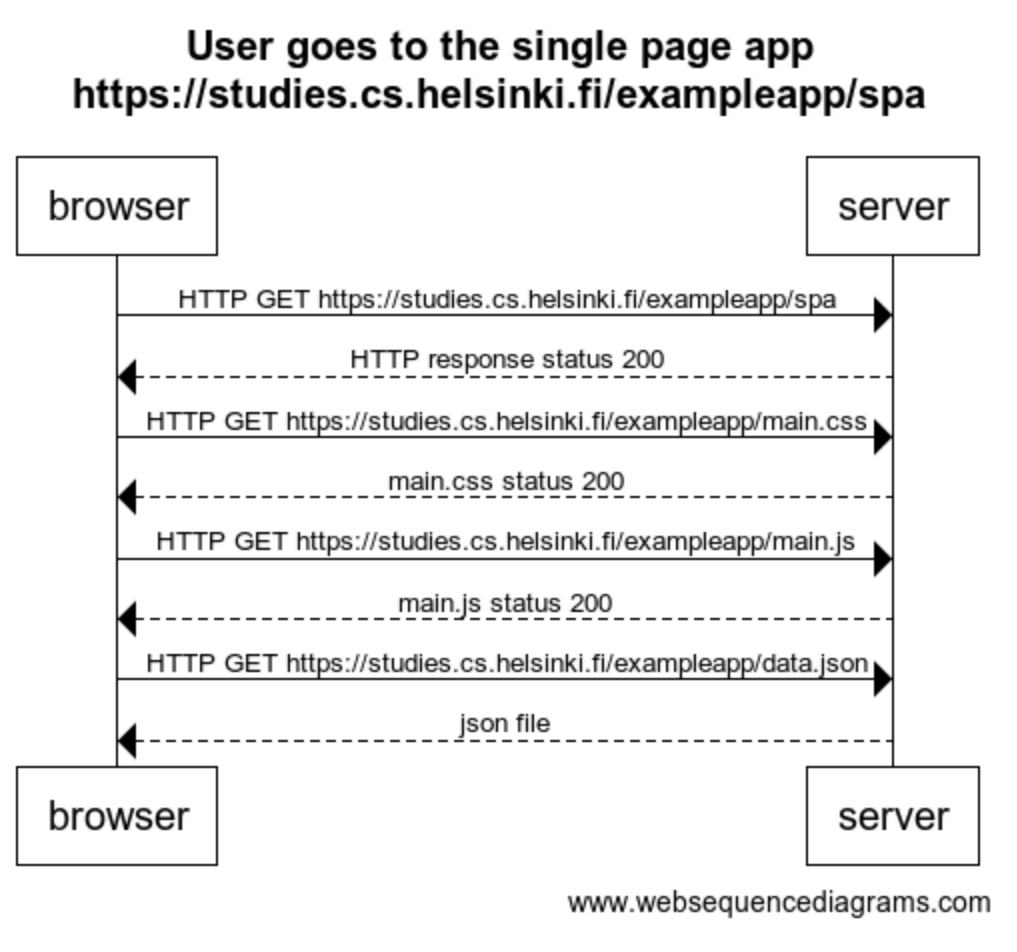 User goes to the single page app
https://studies.cs.helsinki.fi/exampleapp/spa
browser
server
HTTP GET https://studies.cs.helsinki.fi/exampleapp/spa
HTTP response status 200
HTTP GET https://studies.cs.helsinki.fi/exampleapp/main.css
main.css status 200
HTTP GET https://studies.cs.helsinki.fi/exampleapp/main.js
main.js status 200
HTTP GET https://studies.cs.helsinki.fi/exampleapp/data.json
json file
browser
server
www.websequencediagrams.com